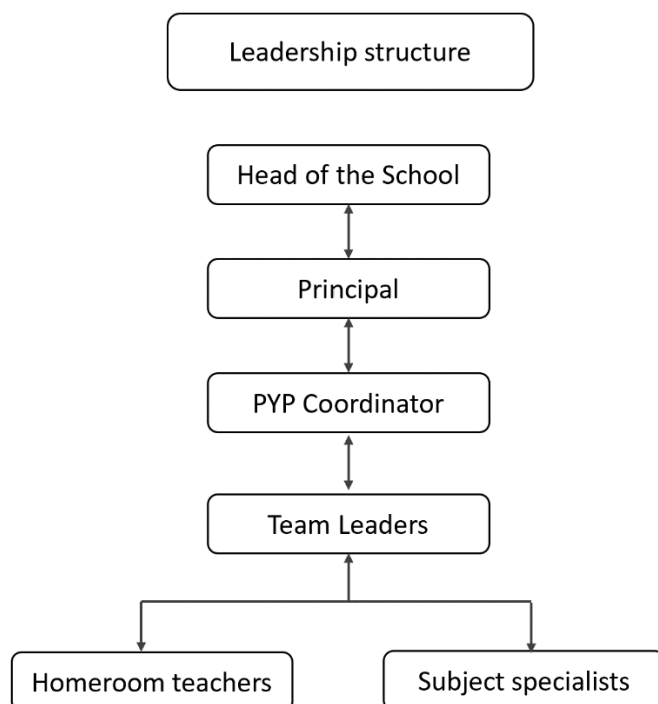 Leadership structure
Head of the School
Principal
PYP Coordinator
Team Leaders
Homeroom teachers
Subject specialists